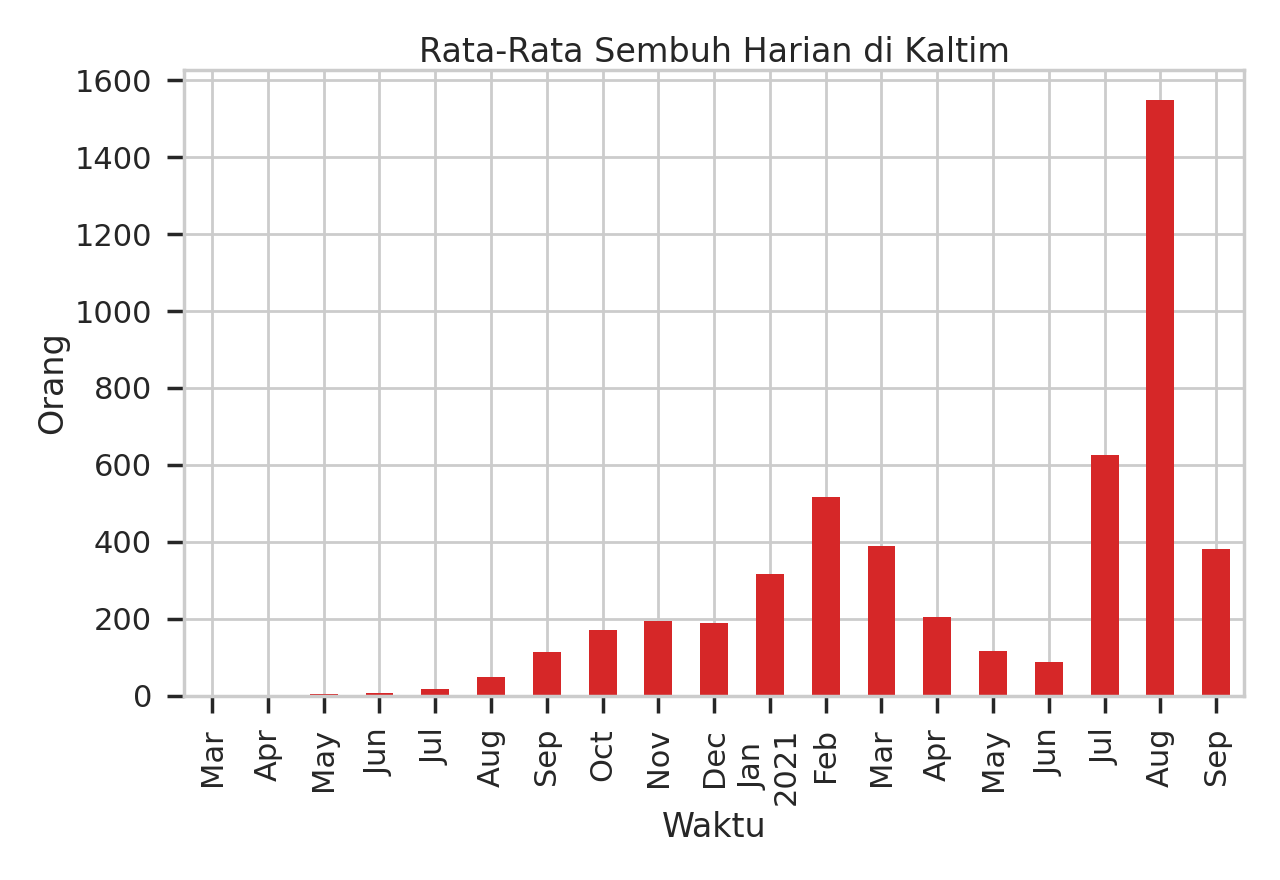 Rata-Rata Sembuh Harian di Kaltim
1600
1400
1200
1000
800
600
400
200
0
Orang
Mar
Apr
May
Jun
Jul
Aug
Sep
Oct
Nov
Dec
Jan
2021
Feb
Mar
Apr
May
Jun
Jul
Aug
Sep
Waktu